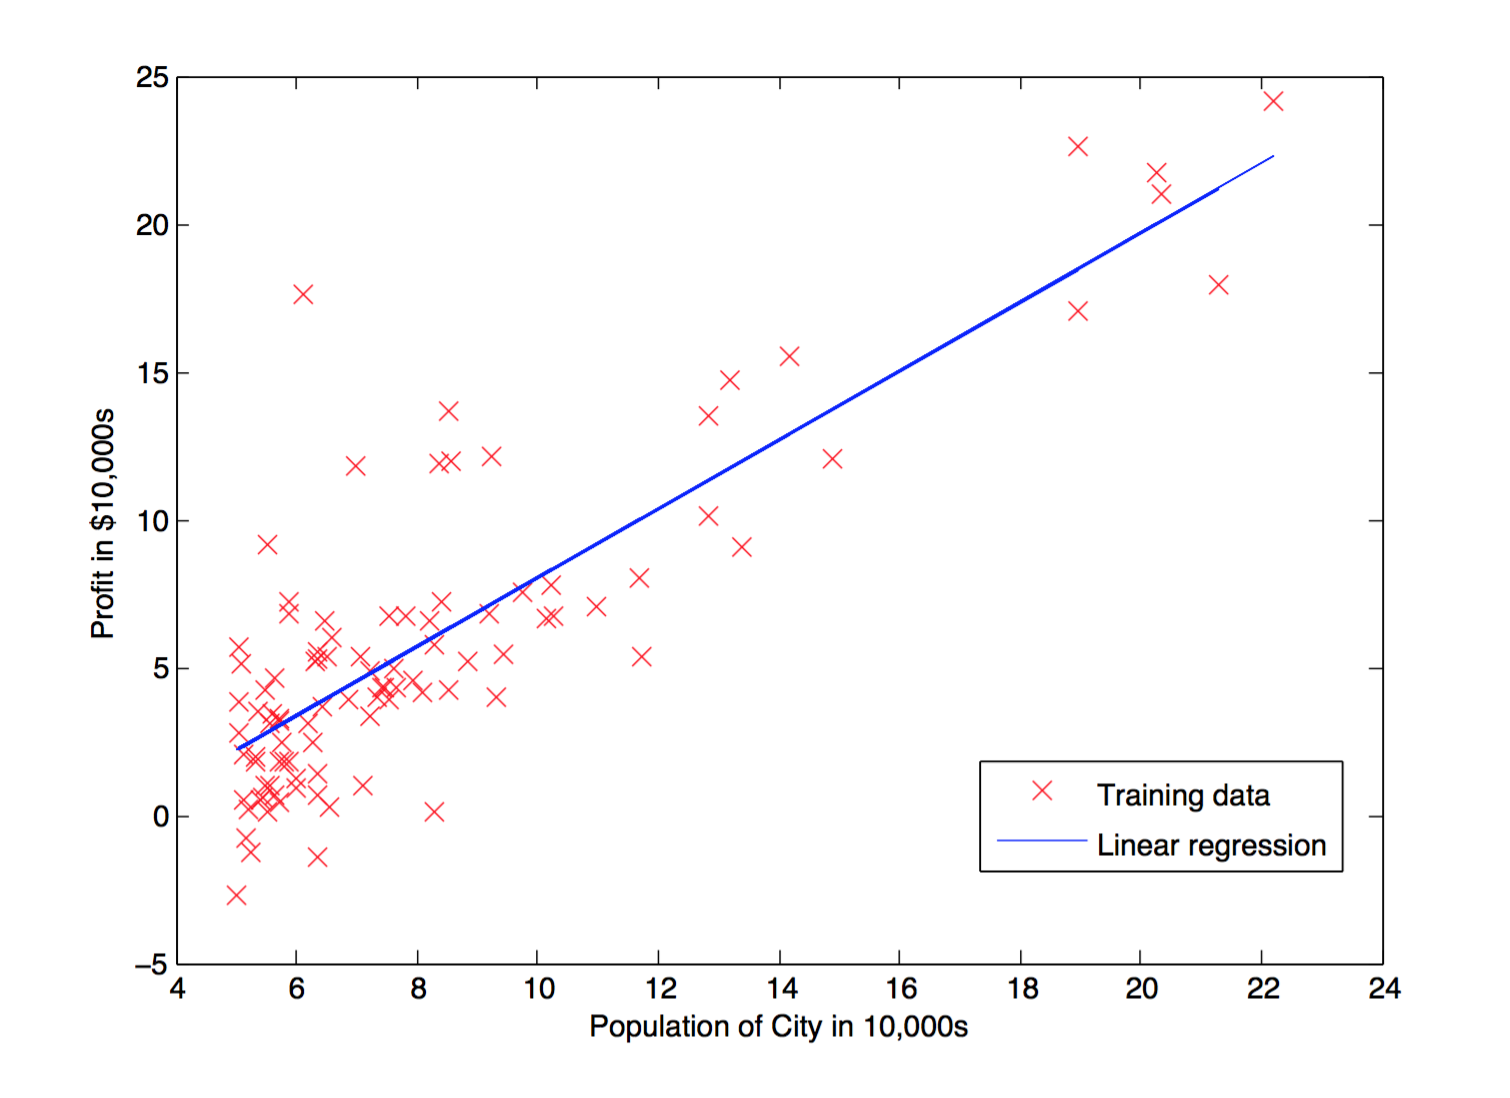 25
20
15
10
5
0
−5
4 6 8 10 12 14 16 18 20 22 24
Profit in $10,000s
Population of City in 10,000s
Training data
Linear regression